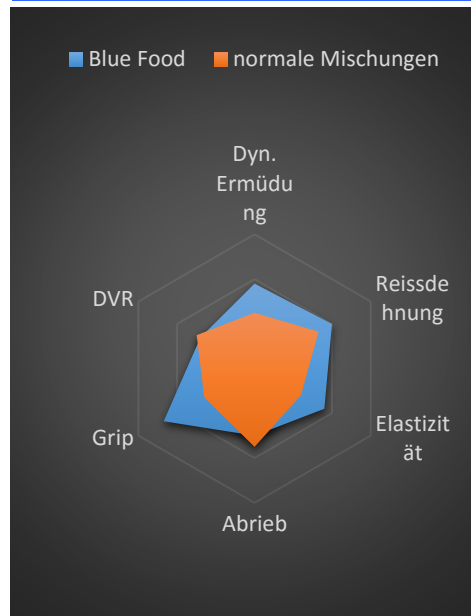 Blue Food
normale Mischungen
Dyn.
Ermüdu
ng
Reissde
hnung
Elastizit
ät
Abrieb
Grip
DVR